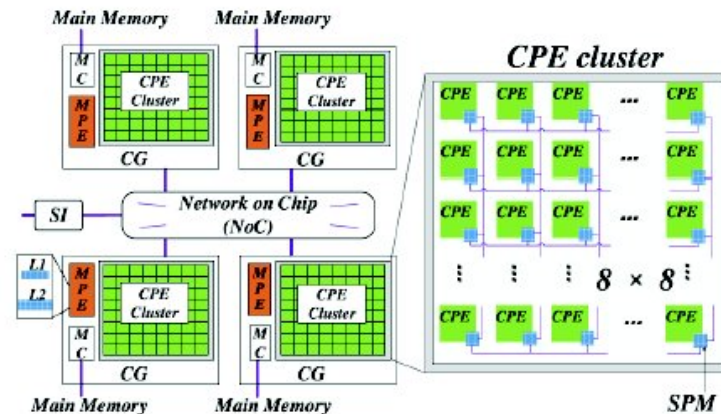 Main Memory
Main Memory
M
C
CPE
Cluster
M
P
E
CG
M
C
CPE
Cluster
M
P
E
CG
SI
Network on Chip
(NoC)
L1
L2
M
P
E
CPE
Cluster
M
C
CG
M
P
E
CPE
Cluster
M
C
CG
Main Memory
Main Memory
CPE cluster
CPE CPE CPE ... CPE
CPE CPE CPE ... CPE
CPE CPE CPE ... CPE
8 × 8
CPE CPE CPE ... CPE
SPM